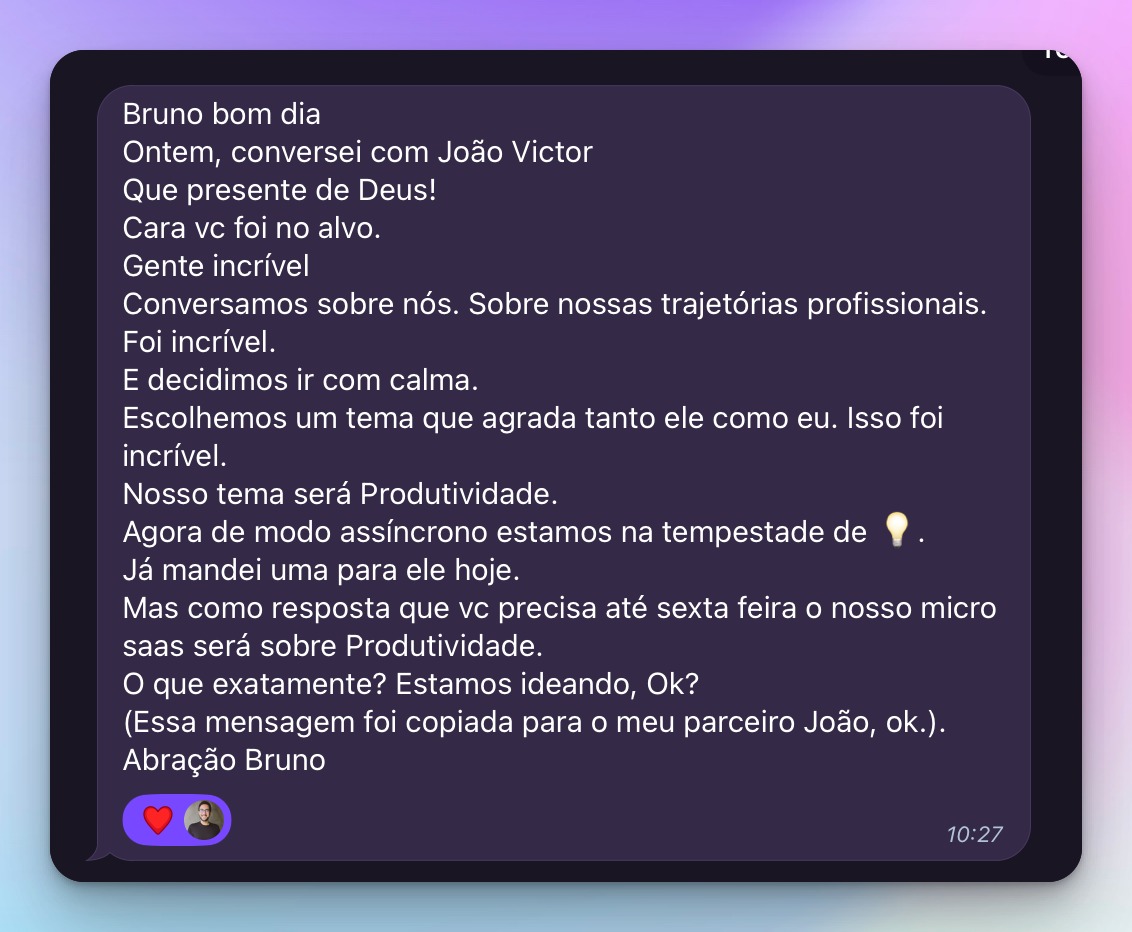 Bruno bom dia
Ontem, conversei com João Victor
Que presente de Deus!
Cara vc foi no alvo.
Gente incrível
Conversamos sobre nós. Sobre nossas trajetórias profissionais.
Foi incrível.
E decidimos ir com calma.
Escolhemos um tema que agrada tanto ele como eu. Isso foi
incrível.
Nosso tema será Produtividade.
Agora de modo assíncrono estamos na tempestade de 💡.
Já mandei uma para ele hoje.
Mas como resposta que vc precisa até sexta feira o nosso micro
saas será sobre Produtividade.
O que exatamente? Estamos ideando, Ok?
(Essa mensagem foi copiada para o meu parceiro João, ok.).
Abração Bruno
10:27